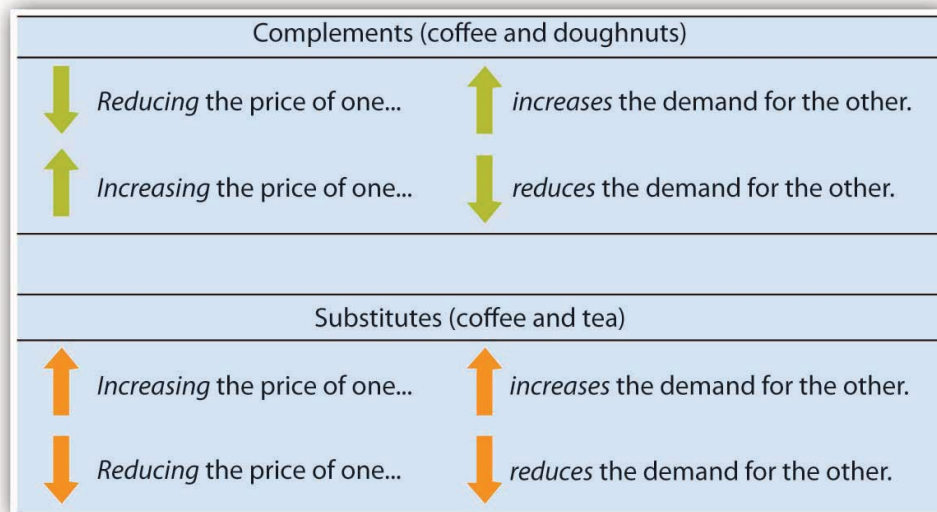 Complements (coffee and doughnuts)
Reducing the price of one... increases the demand for the other.
Increasing the price of one... reduces the demand for the other.
Substitutes (coffee and tea)
Increasing the price of one... increases the demand for the other.
Reducing the price of one... reduces the demand for the other.